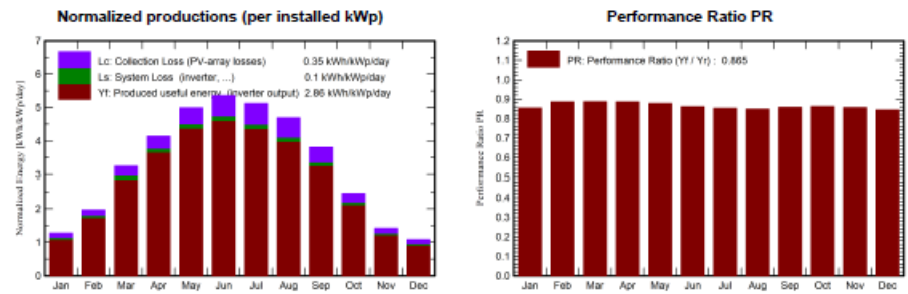 Normalized productions (per installed kWp)
Normalized Energy [kWh/kWp/day]
7
6
5
4
3
2
1
0
Lc: Collection Loss (PV-array losses) 0.35 kWh/kWp/day
Ls: System Loss (inverter, ...) 0.1 kWh/kWp/day
Yf: Produced useful energy (inverter output) 2.86 kWh/kWp/day
Jan Feb Mar Apr May Jun Jul Aug Sep Oct Nov Dec
Performance Ratio PR
Performance Ratio PR
1.2
1.1
1.0
0.9
0.8
0.7
0.6
0.5
0.4
0.3
0.2
0.1
0.0
PR: Performance Ratio (Yf / Yr) : 0.865
Jan Feb Mar Apr May Jun Jul Aug Sep Oct Nov Dec